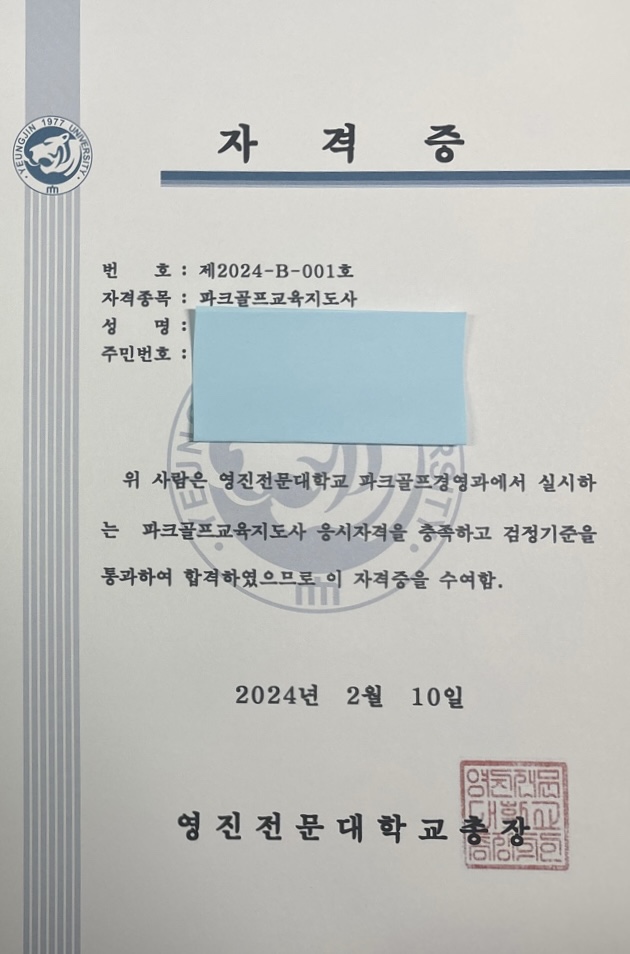 자 격 증
YEUNGJIN 1977 UNIVERSITY
번 호 : 제2024-B-001호
자격종목 : 파크골프교육지도사
성 명 :
주민번호 :
위 사람은 영진전문대학교 파크골프경영과에서 실시하
는 파크골프교육지도사 응시자격을 충족하고 검정기준을
통과하여 합격하였으므로 이 자격증을 수여함.
2024년 2월 10일
영진전문대학교총장